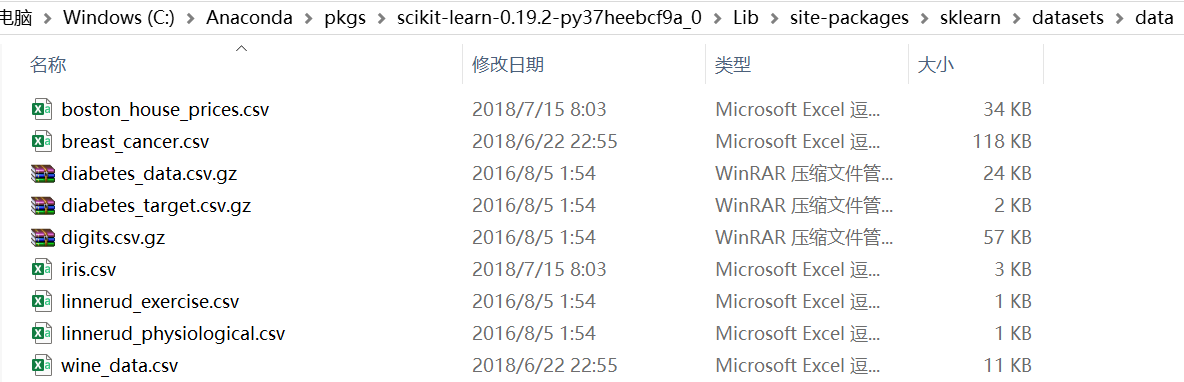 电脑 > Windows (C:) > Anaconda > pkgs > scikit-learn-0.19.2-py37heebcf9a_0 > Lib > site-packages > sklearn > datasets > data
名称 修改日期 类型 大小
boston_house_prices.csv 2018/7/15 8:03 Microsoft Excel 逗... 34 KB
breast_cancer.csv 2018/6/22 22:55 Microsoft Excel 逗... 118 KB
diabetes_data.csv.gz 2016/8/5 1:54 WinRAR 压缩文件管... 24 KB
diabetes_target.csv.gz 2016/8/5 1:54 WinRAR 压缩文件管... 2 KB
digits.csv.gz 2016/8/5 1:54 WinRAR 压缩文件管... 57 KB
iris.csv 2018/7/15 8:03 Microsoft Excel 逗... 3 KB
linnerud_exercise.csv 2016/8/5 1:54 Microsoft Excel 逗... 1 KB
linnerud_physiological.csv 2016/8/5 1:54 Microsoft Excel 逗... 1 KB
wine_data.csv 2018/6/22 22:55 Microsoft Excel 逗... 11 KB